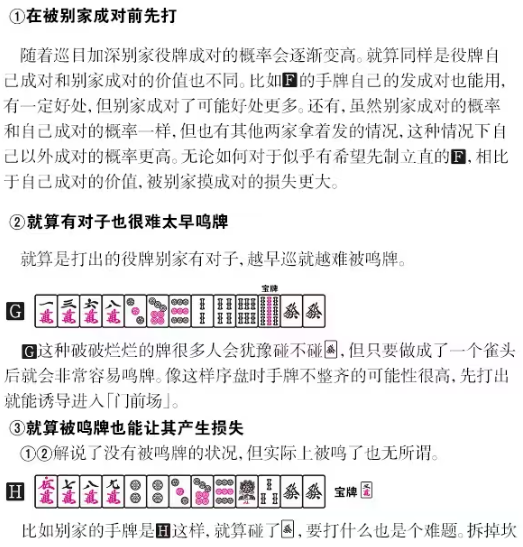 ①在被别家成对前先打
随着巡目加深别家役牌成对的概率会逐渐变高。就算同样是役牌自
己成对和别家成对的价值也不同。比如F的手牌自己的发成对也能用,
有一定好处,但别家成对了可能好处更多。还有,虽然别家成对的概率
和自己成对的概率一样,但也有其他两家拿着发的情况,这种情况下自
己以外成对的概率更高。无论如何对于似乎有希望先制立直的F,相比
于自己成对的价值,被别家摸成对的损失更大。
②就算有对子也很难太早鸣牌
就算是打出的役牌别家有对子,越早巡就越难被鸣牌。
宝牌
G 一萬 三萬 六萬 八萬 發 發
G这种破破烂烂的牌很多人会犹豫碰不碰發,但只要做成了一个雀头
后就会非常容易鸣牌。像这样序盘时手牌不整齐的可能性很高,先打出
就能诱导进入「门前场」。
③就算被鸣牌也能让其产生损失
①②解说了没有被鸣牌的状况,但实际上被鸣了也无所谓。
H 伍萬 七萬 八萬 九萬 發 發 宝牌
比如别家的手牌是H这样,就算碰了發,要打什么也是个难题。拆掉坎